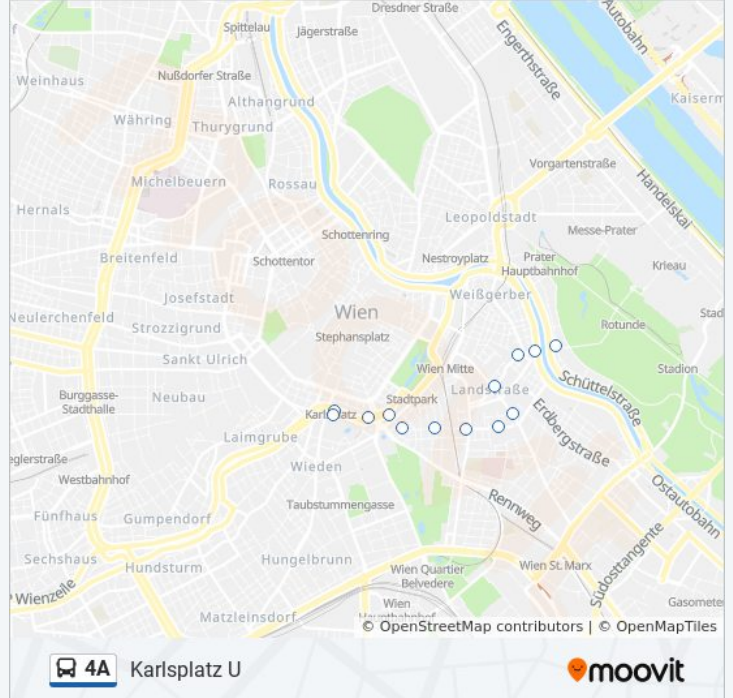 Dresdner Straße
Spittelau
Jägerstraße
Autobahn
Engerthstraße
Nußdorfer Straße
Weinhaus
Althangrund
Kaiserm
Währing
Thurygrund
Vorgartenstraße
Michelbeuern
Rossau
Handelskai
Hernals
Leopoldstadt
Messe-Prater
Schottenring
Breitenfeld
Schottentor
Nestroyplatz
Prater
Hauptbahnhof
Krieau
Josefstadt
Weißgerber
Neulerchenfeld
Wien
Stad
Strozzigrund
Stephansplatz
Rotunde
Sankt Ulrich
Wien Mitte
Stadion
Schüttelstraße
Burggasse-
Stadthalle
Neubau
Landstraße
Stadtpark
Karlsplatz
Erdbergstraße
Laimgrube
eglerstraße
Westbahnhof
Wieden
Rennweg
Ostautobahn
Taubstummengasse
Fünfhaus
Gumpendorf
Sechshaus
Hundsturm
Hungelbrunn
Wien Quartier
Belvedere
Wien St. Marx
Südosttangente
Wienzeile
Matzleinsdorf
Wien
Hauptbahnhof
Gasomete
© OpenStreetMap contributors | © OpenMapTiles
4A Karlsplatz U
moovit